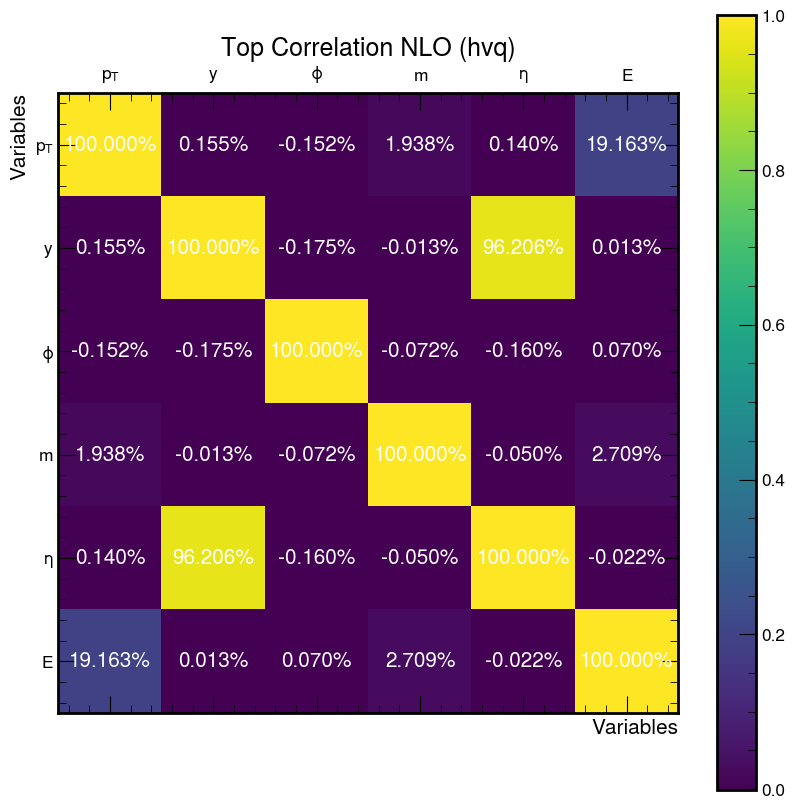 Top Correlation NLO (hvq)
pT y ϕ m η E
Variables
pT 100.000% 0.155% -0.152% 1.938% 0.140% 19.163%
y 0.155% 100.000% -0.175% -0.013% 96.206% 0.013%
ϕ -0.152% -0.175% 100.000% -0.072% -0.160% 0.070%
m 1.938% -0.013% -0.072% 100.000% -0.050% 2.709%
η 0.140% 96.206% -0.160% -0.050% 100.000% -0.022%
E 19.163% 0.013% 0.070% 2.709% -0.022% 100.000%
Variables
1.0
0.8
0.6
0.4
0.2
0.0